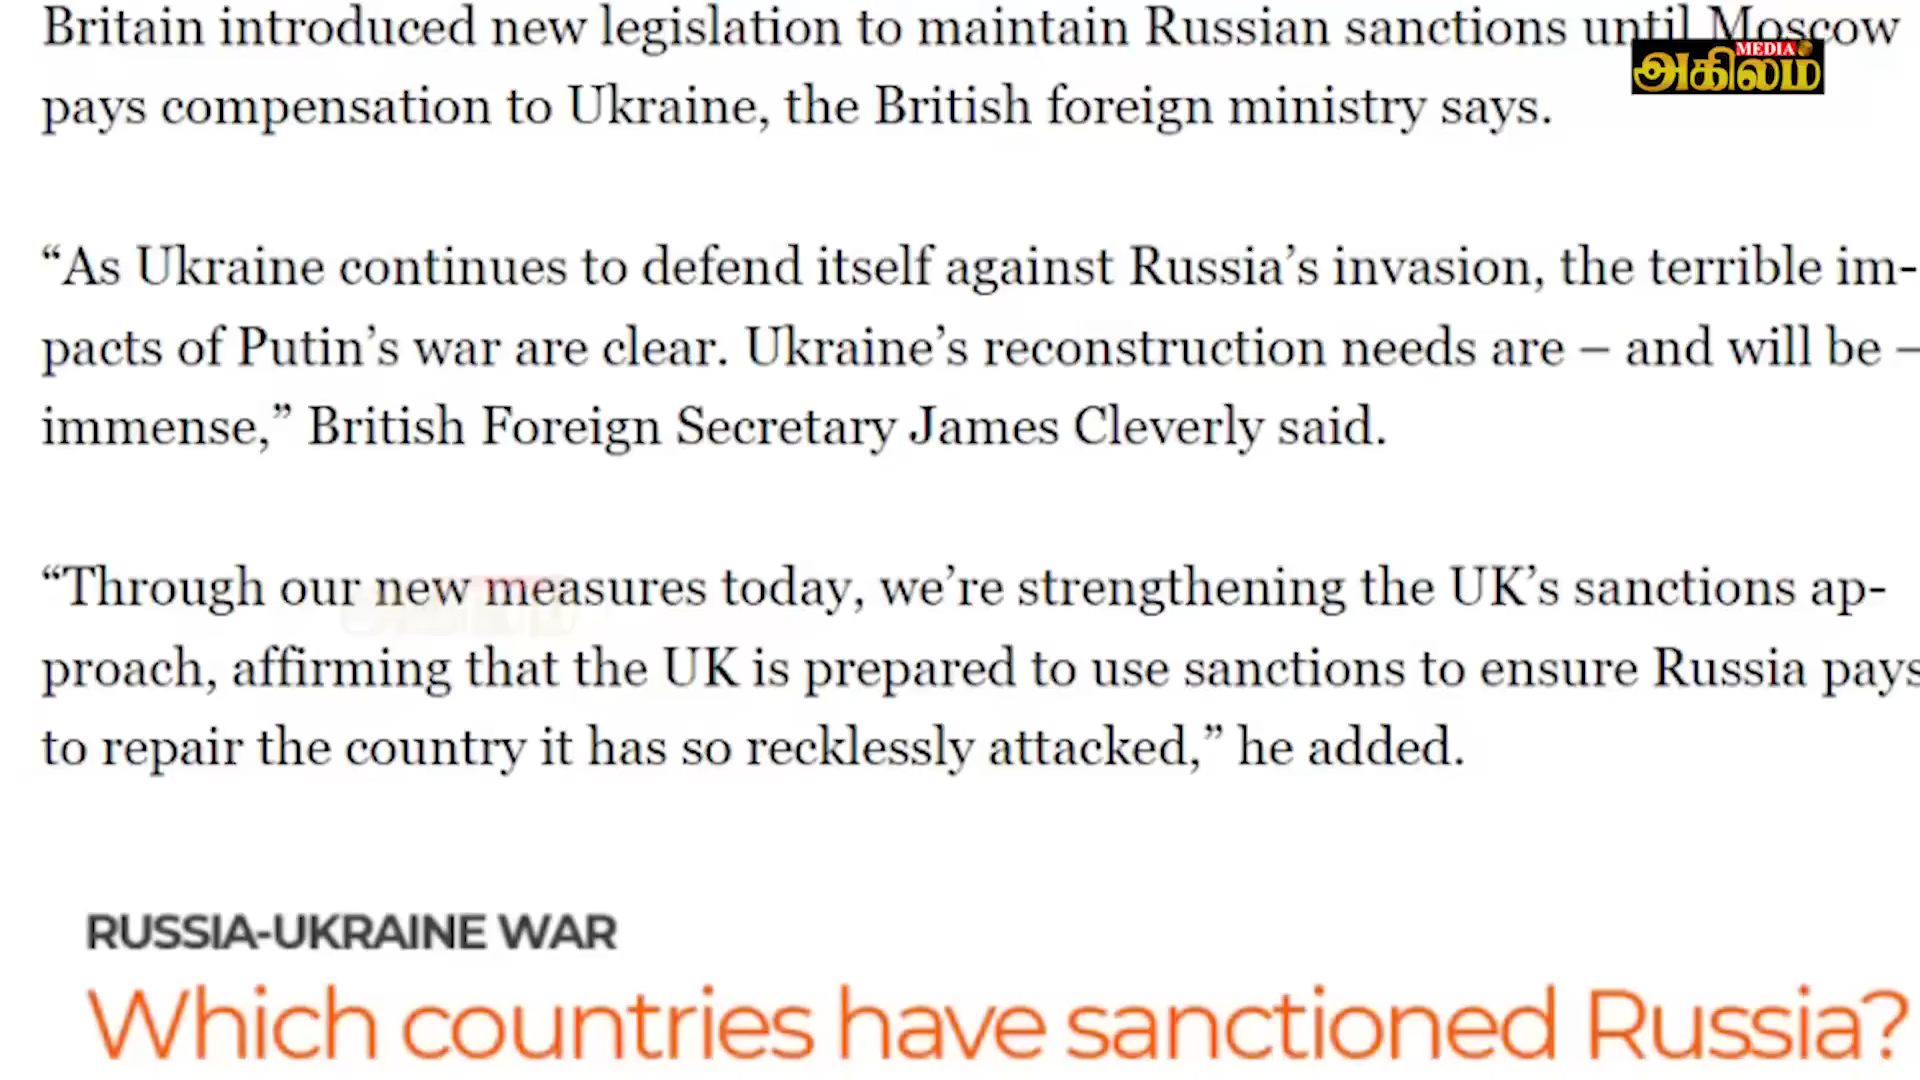 Britain introduced new legislation to maintain Russian sanctions until Moscow
MEDIA
அகிலம்
pays compensation to Ukraine, the British foreign ministry says.
“As Ukraine continues to defend itself against Russia’s invasion, the terrible im-
pacts of Putin’s war are clear. Ukraine’s reconstruction needs are – and will be –
immense,” British Foreign Secretary James Cleverly said.
“Through our new measures today, we’re strengthening the UK’s sanctions ap-
proach, affirming that the UK is prepared to use sanctions to ensure Russia pays
to repair the country it has so recklessly attacked,” he added.
RUSSIA-UKRAINE WAR
Which countries have sanctioned Russia?